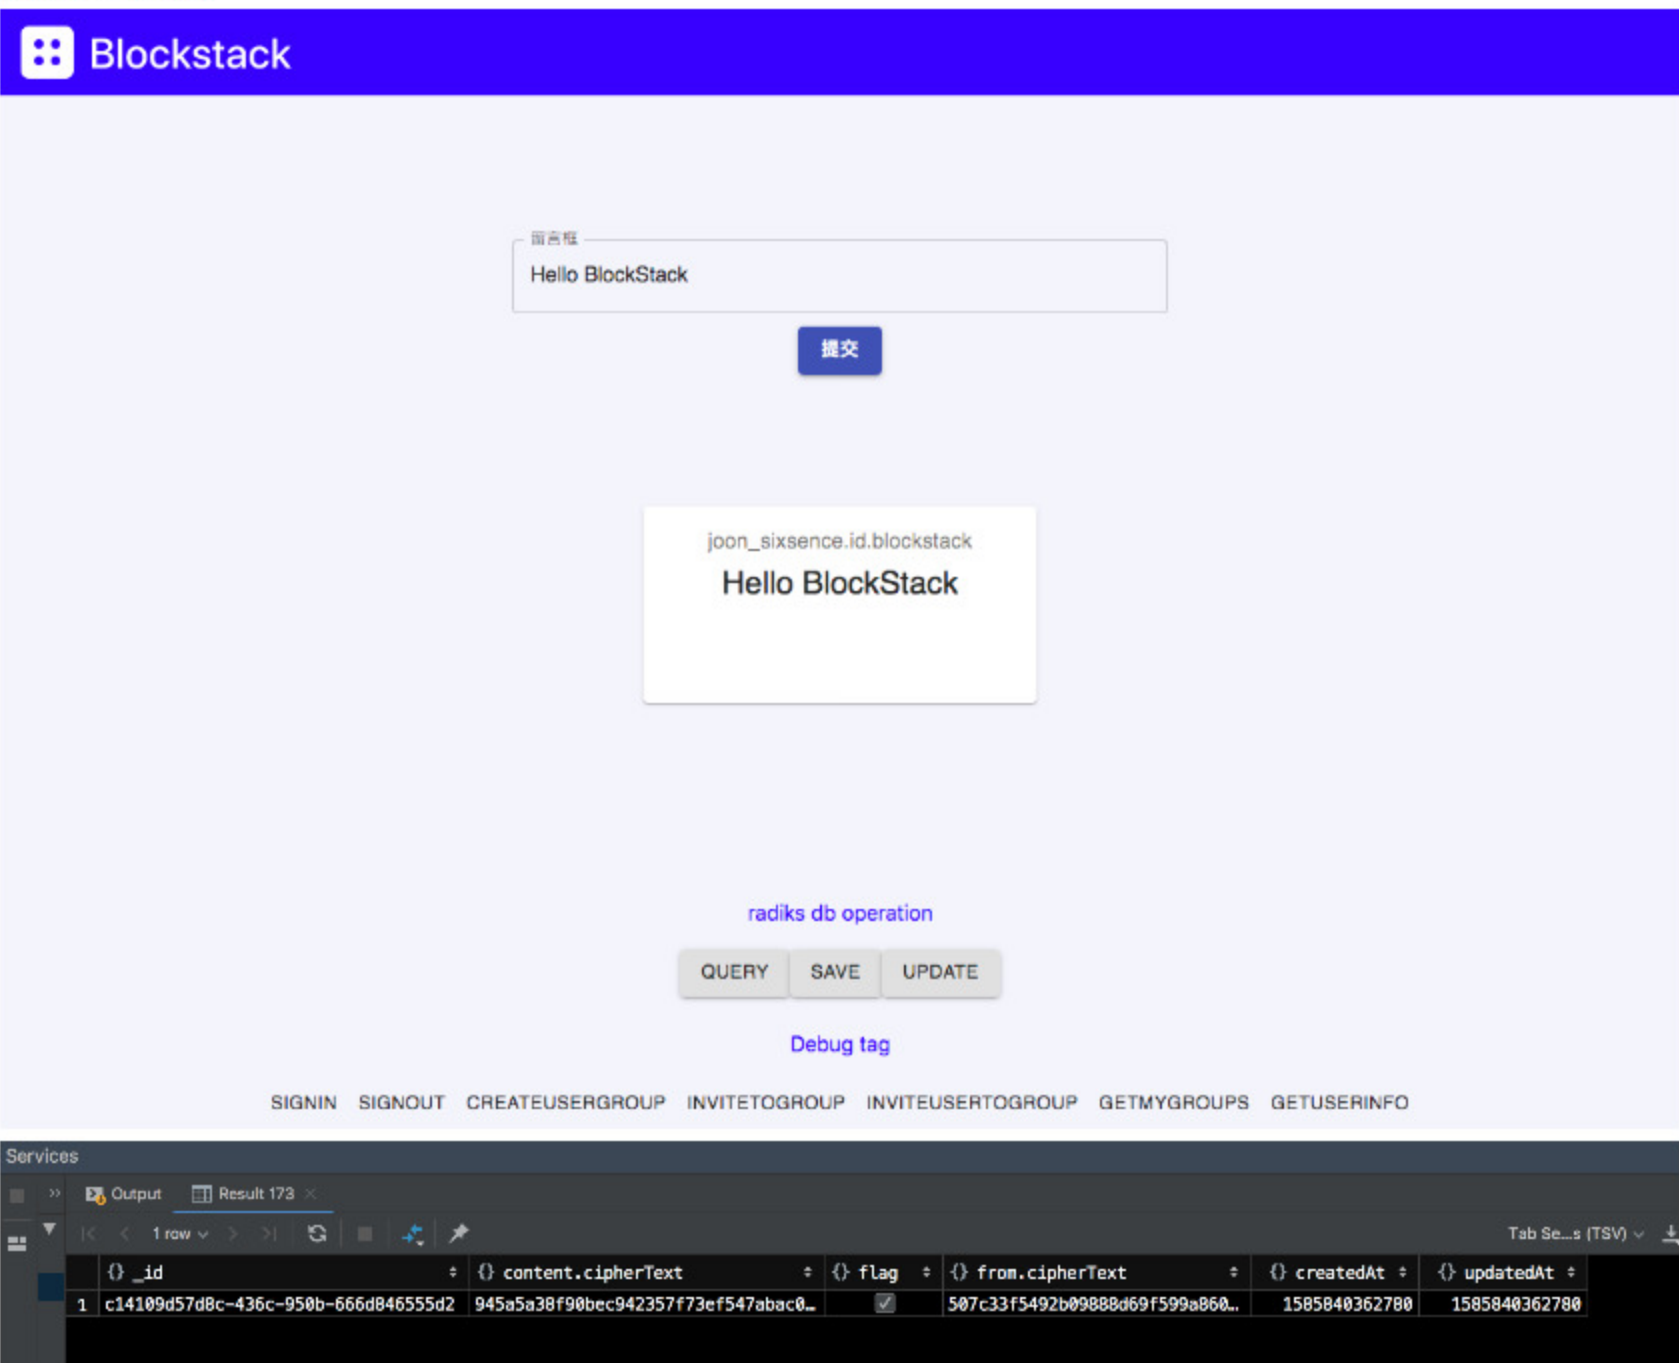 Blockstack
留言框
Hello BlockStack
提交
joon_sixsence.id.blockstack
Hello BlockStack
radiks db operation
QUERY SAVE UPDATE
Debug tag
SIGNIN SIGNOUT CREATEUSERGROUP INVITETOGROUP INVITEUSERTOGROUP GETMYGROUPS GETUSERINFO
Services
Output Result 173
1 row Tab Se...s (TSV)
_id content.cipherText flag from.cipherText createdAt updatedAt
1 c14109d57d8c-436c-950b-666d846555d2 945a5a38f90bec942357f73ef547abac0… 507c33f5492b09888d69f599a860… 1585840362780 1585840362780